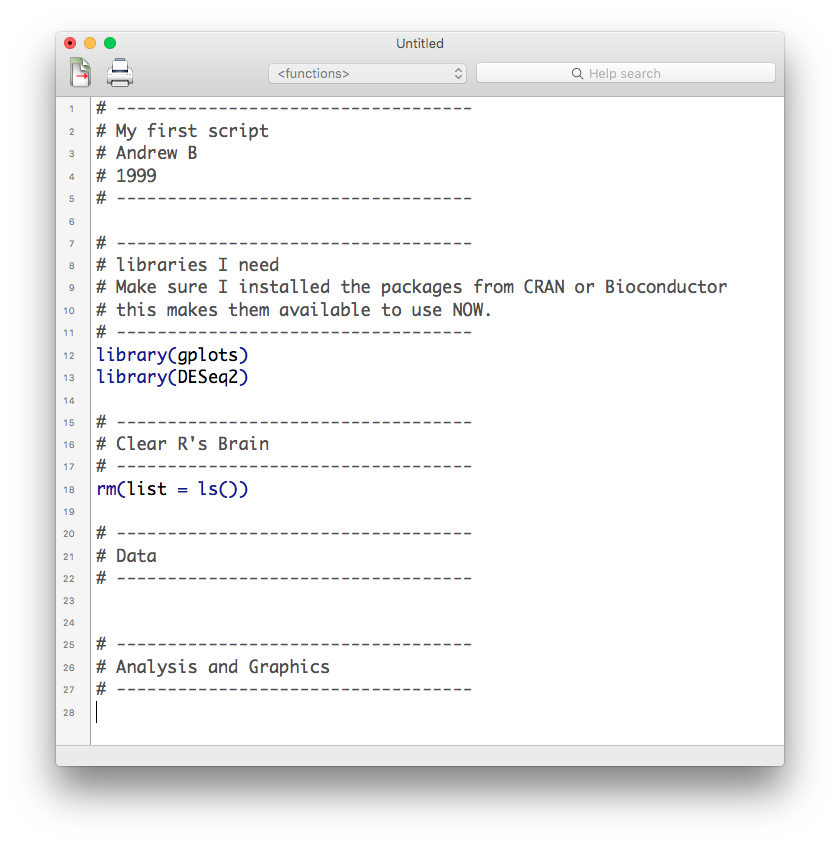 Untitled
<functions>
Help search
1 # -----------------------------------
2 # My first script
3 # Andrew B
4 # 1999
5 # -----------------------------------
6
7 # -----------------------------------
8 # libraries I need
9 # Make sure I installed the packages from CRAN or Bioconductor
10 # this makes them available to use NOW.
11 # -----------------------------------
12 library(gplots)
13 library(DESeq2)
14
15 # -----------------------------------
16 # Clear R's Brain
17 # -----------------------------------
18 rm(list = ls())
19
20 # -----------------------------------
21 # Data
22 # -----------------------------------
23
24
25 # -----------------------------------
26 # Analysis and Graphics
27 # -----------------------------------
28